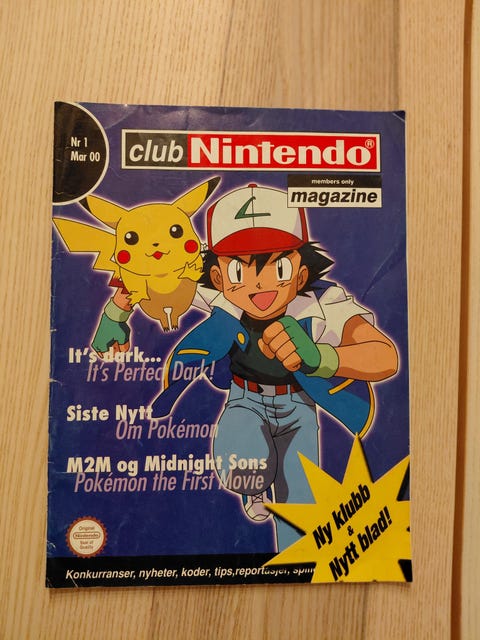 Nr 1
Mar 00
club Nintendo®
members only
magazine
It's dark...
It's Perfect Dark!
Siste Nytt
Om Pokémon
M2M og Midnight Sons
Pokémon the First Movie
Ny klubb
&
Nytt blad!
Original
Nintendo
Seal of
Quality
Konkurranser, nyheter, koder, tips,reportasjer,